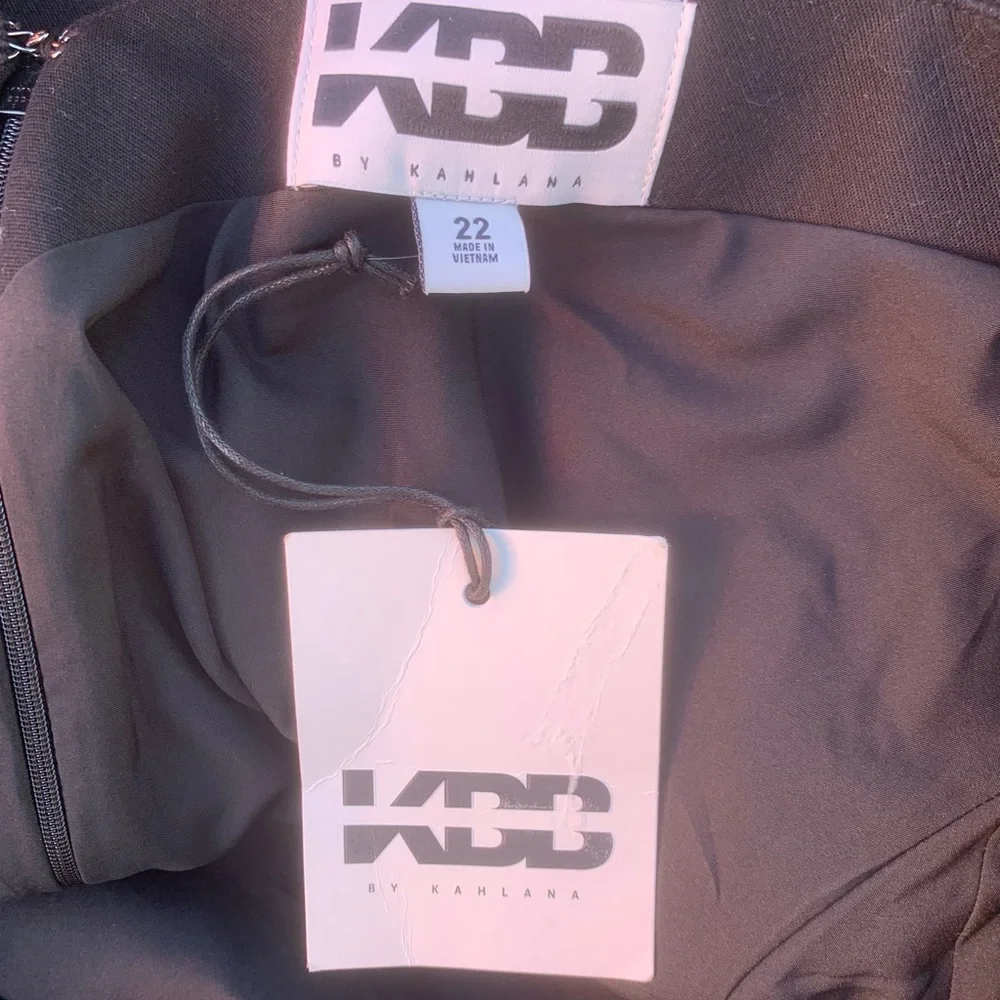 KBB
BY KAHLANA
22
MADE IN
VIETNAM
KBB
BY KAHLANA